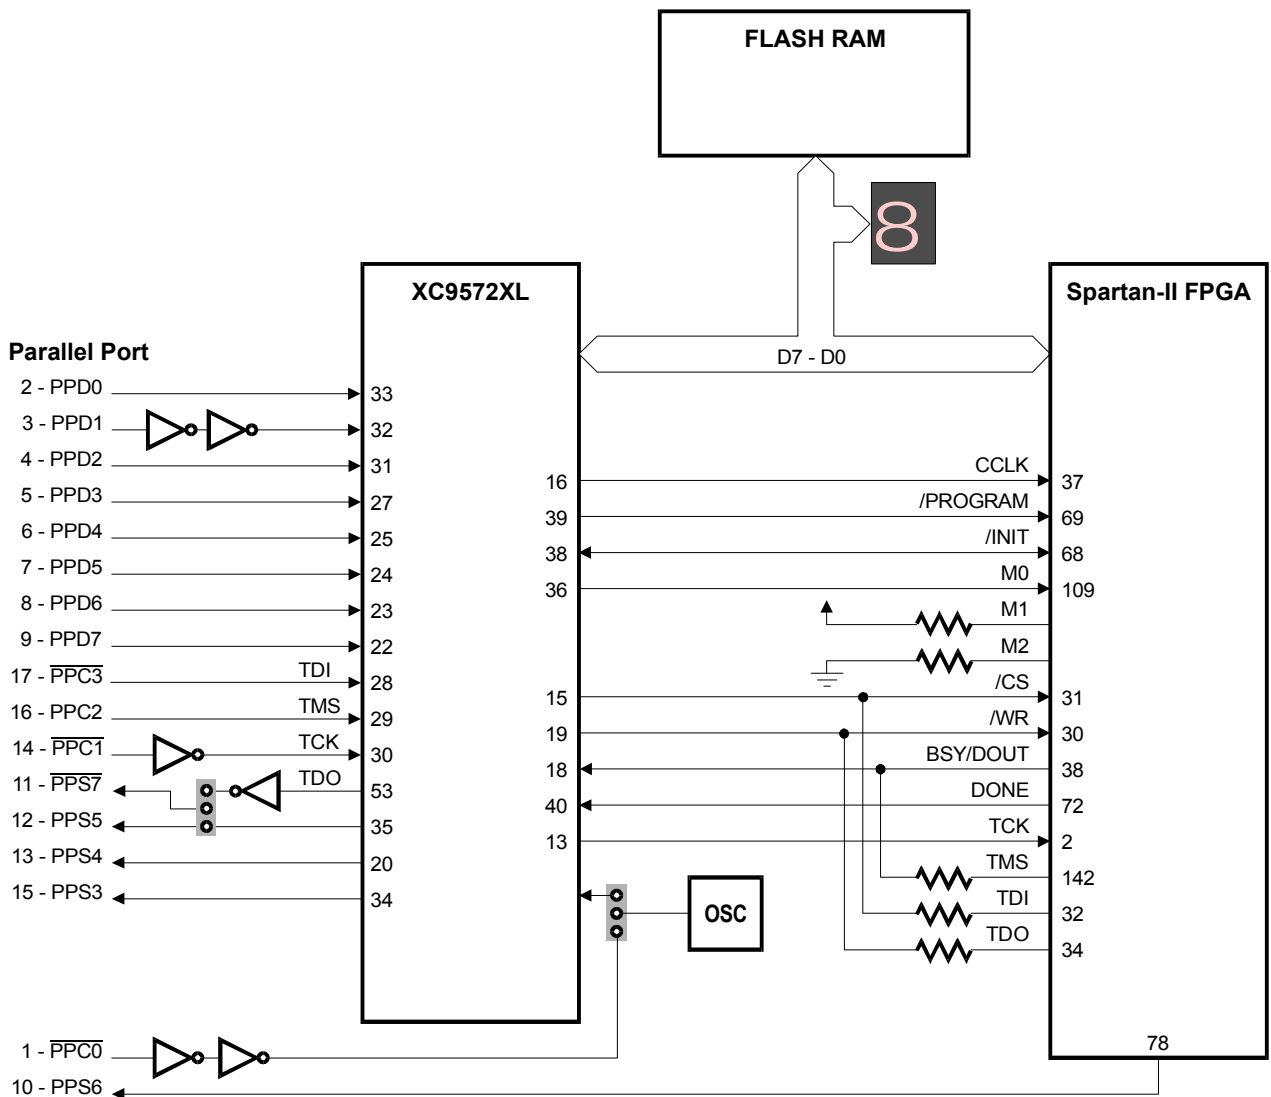 FLASH RAM
8
XC9572XL
Spartan-II FPGA
Parallel Port
D7 - D0
2 - PPD0
33
3 - PPD1
32
4 - PPD2
31
5 - PPD3
27
6 - PPD4
25
7 - PPD5
24
8 - PPD6
23
9 - PPD7
22
17 - PPC3
TDI
28
16 - PPC2
TMS
29
14 - PPC1
TCK
30
11 - PPS7
TDO
53
12 - PPS5
35
13 - PPS4
20
15 - PPS3
34
16
CCLK
37
39
/PROGRAM
69
38
/INIT
68
36
M0
109
M1
M2
15
/CS
31
19
/WR
30
18
BSY/DOUT
38
40
DONE
72
13
TCK
2
TMS
142
TDI
32
TDO
34
OSC
1 - PPC0
78
10 - PPS6